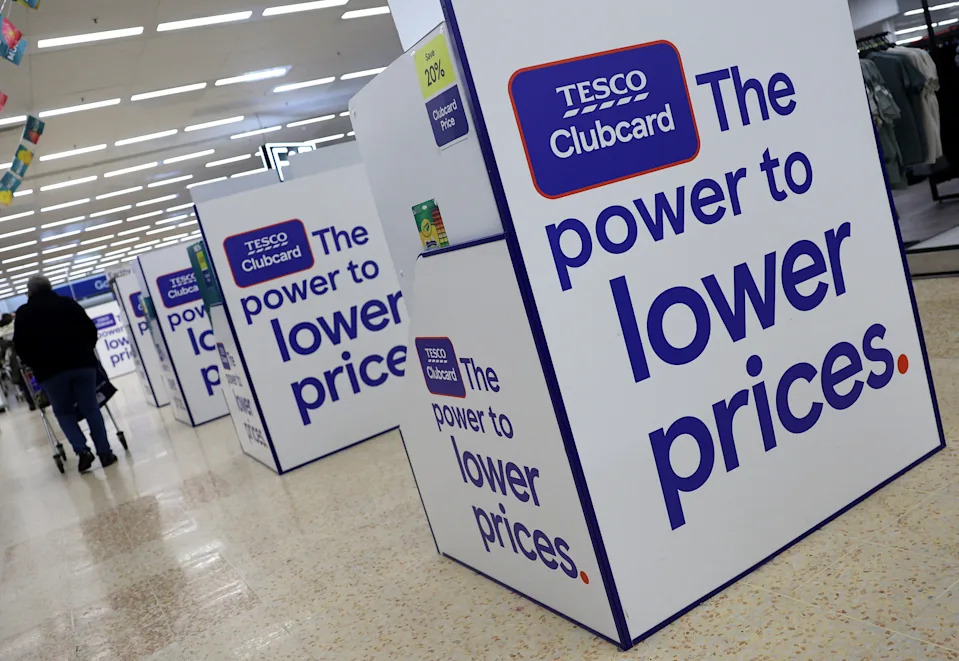 Save
20%
Clubcard
Price
TESCO
Clubcard
The
power to
lower
prices.
TESCO
Clubcard
The
power to
lower
prices.
TESCO
Clubcard
The
power to
lower
prices.
TESCO
Clubcard